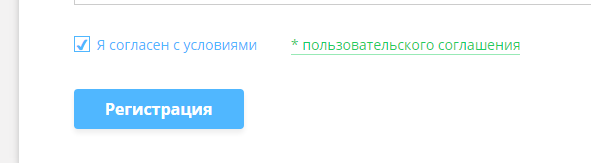 Я согласен с условиями * пользовательского соглашения
Регистрация